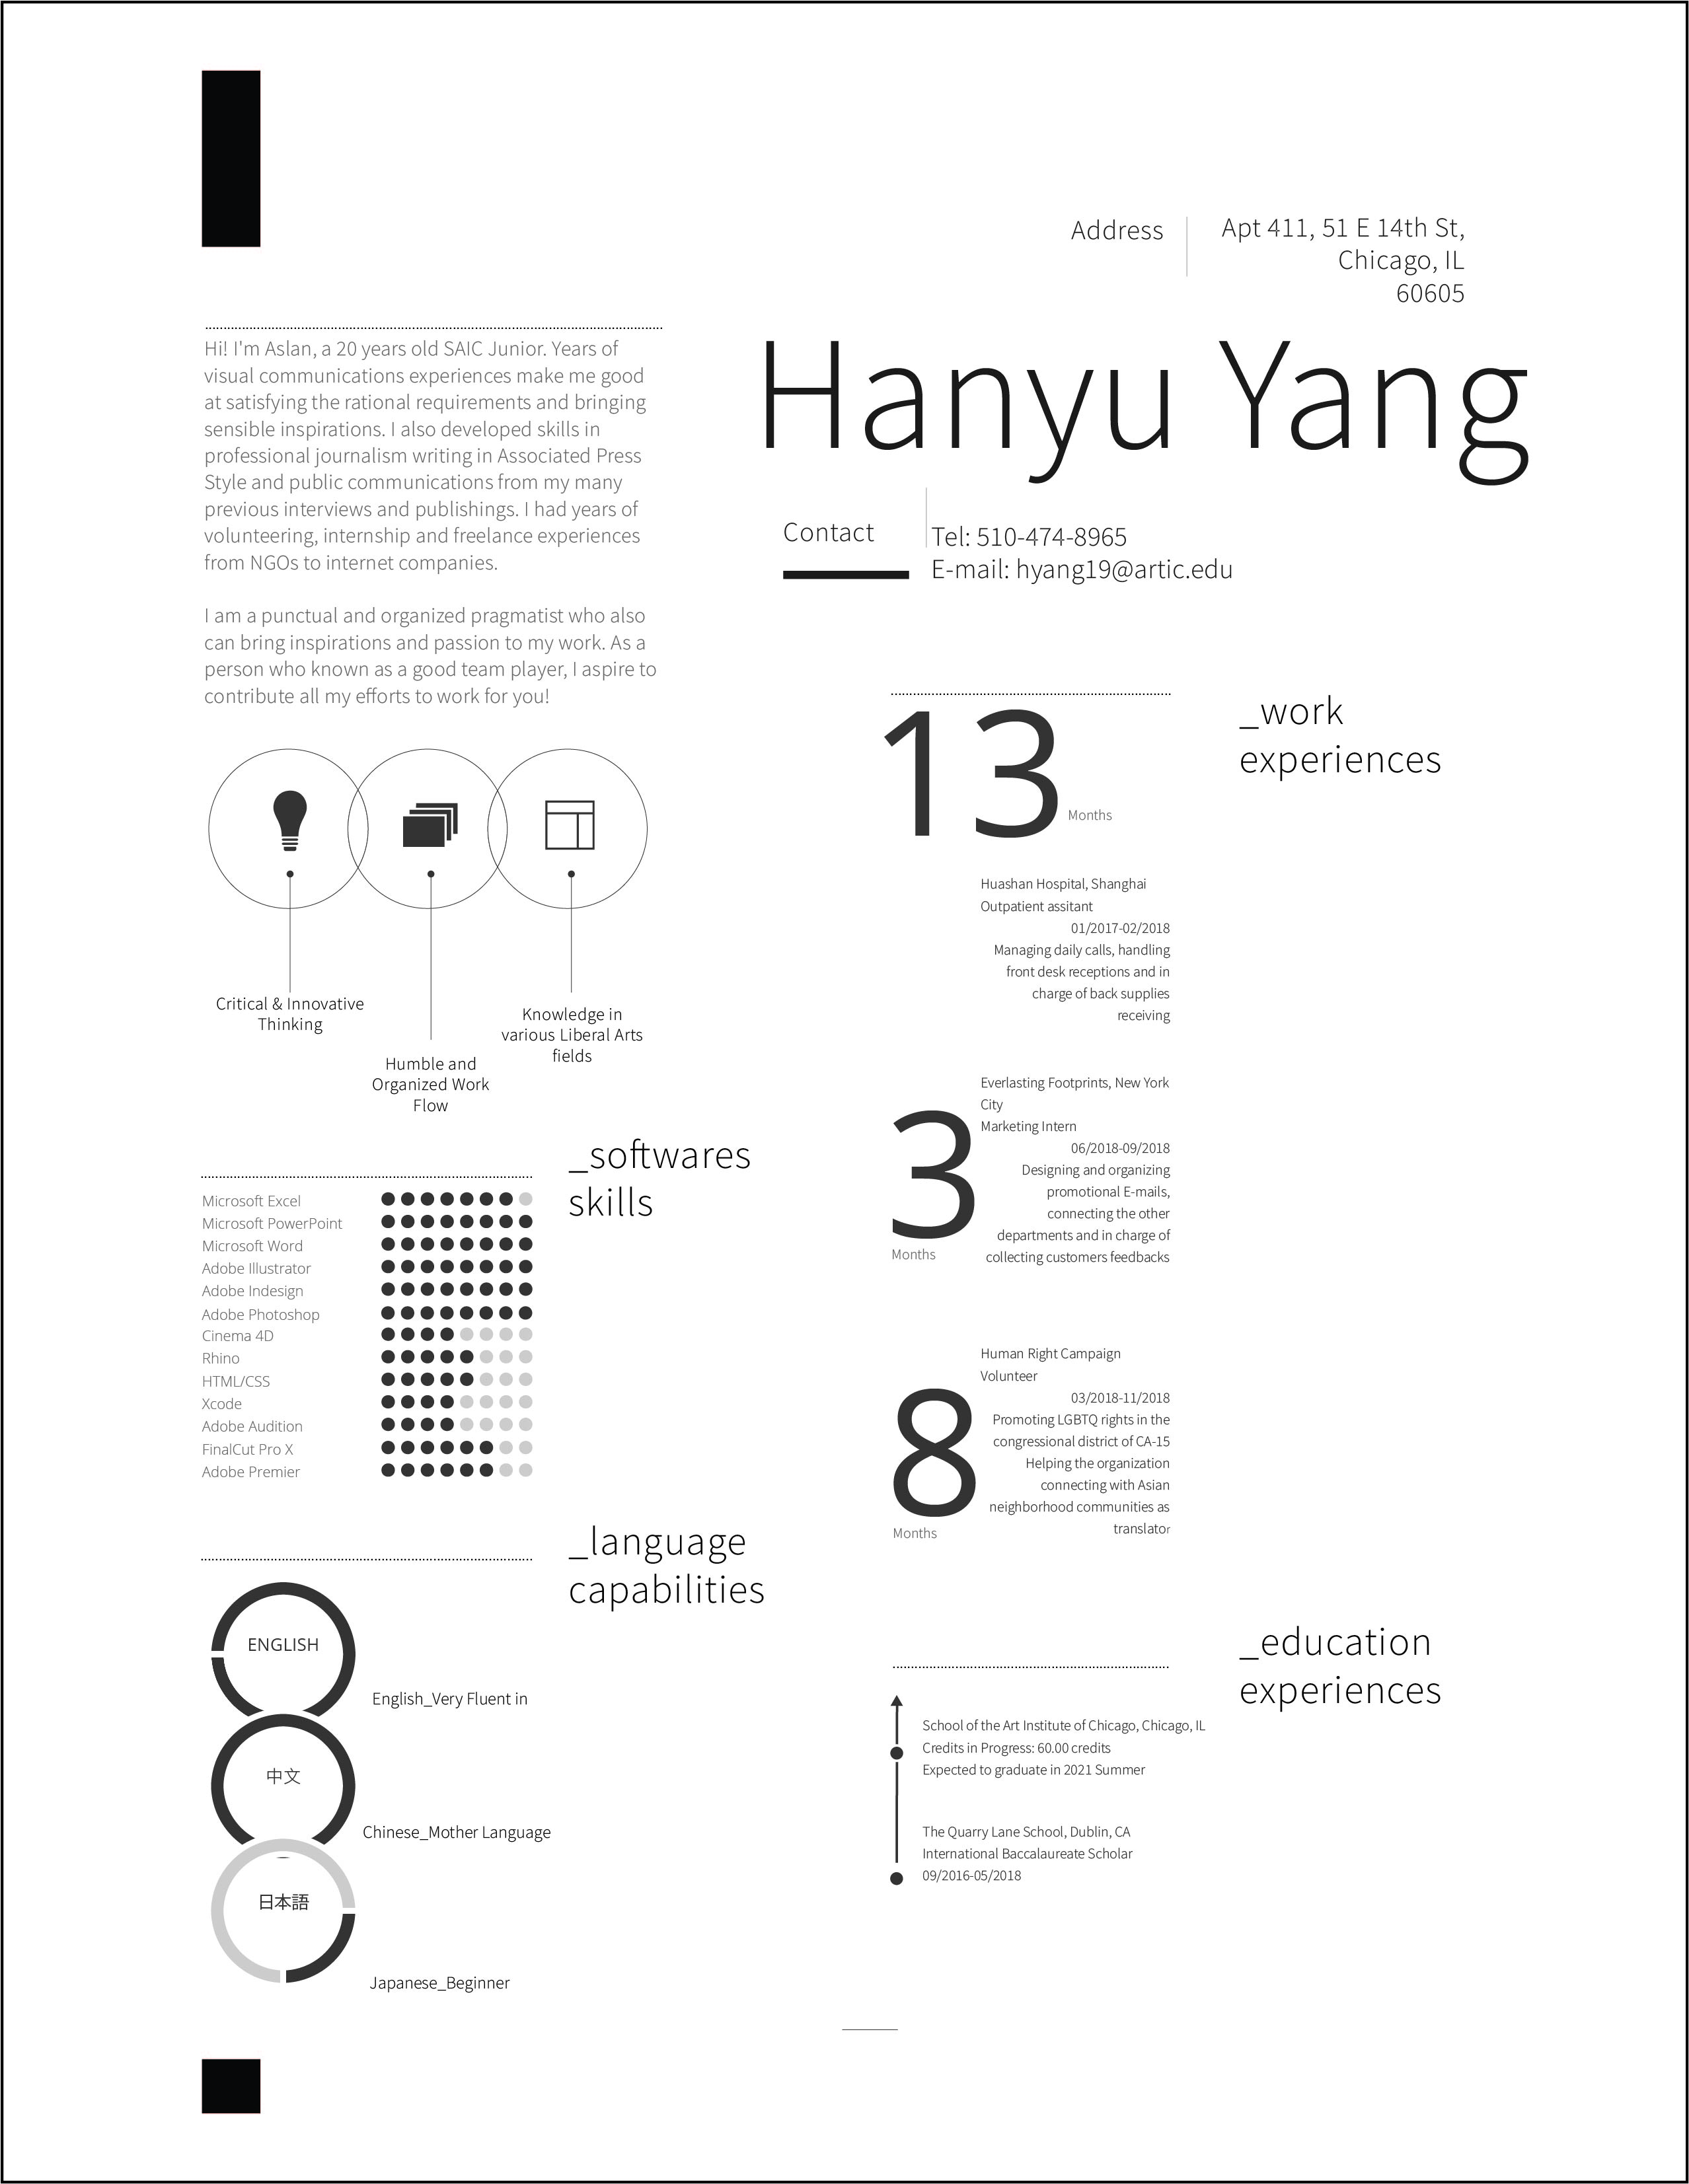 Address
Apt 411, 51 E 14th St,
Chicago, IL
60605
Hanyu Yang
Contact
Tel: 510-474-8965
E-mail: hyang19@artic.edu
Hi! I'm Aslan, a 20 years old SAIC Junior. Years of
visual communications experiences make me good
at satisfying the rational requirements and bringing
sensible inspirations. I also developed skills in
professional journalism writing in Associated Press
Style and public communications from my many
previous interviews and publishings. I had years of
volunteering, internship and freelance experiences
from NGOs to internet companies.
I am a punctual and organized pragmatist who also
can bring inspirations and passion to my work. As a
person who known as a good team player, I aspire to
contribute all my efforts to work for you!
Critical & Innovative
Thinking
Humble and
Organized Work
Flow
Knowledge in
various Liberal Arts
fields
_softwares
skills
Microsoft Excel
Microsoft PowerPoint
Microsoft Word
Adobe Illustrator
Adobe Indesign
Adobe Photoshop
Cinema 4D
Rhino
HTML/CSS
Xcode
Adobe Audition
FinalCut Pro X
Adobe Premier
_language
capabilities
ENGLISH
English_Very Fluent in
中文
Chinese_Mother Language
日本語
Japanese_Beginner
_work
experiences
13
Months
Huashan Hospital, Shanghai
Outpatient assitant
01/2017-02/2018
Managing daily calls, handling
front desk receptions and in
charge of back supplies
receiving
3
Months
Everlasting Footprints, New York
City
Marketing Intern
06/2018-09/2018
Designing and organizing
promotional E-mails,
connecting the other
departments and in charge of
collecting customers feedbacks
8
Months
Human Right Campaign
Volunteer
03/2018-11/2018
Promoting LGBTQ rights in the
congressional district of CA-15
Helping the organization
connecting with Asian
neighborhood communities as
translator
_education
experiences
School of the Art Institute of Chicago, Chicago, IL
Credits in Progress: 60.00 credits
Expected to graduate in 2021 Summer
The Quarry Lane School, Dublin, CA
International Baccalaureate Scholar
09/2016-05/2018